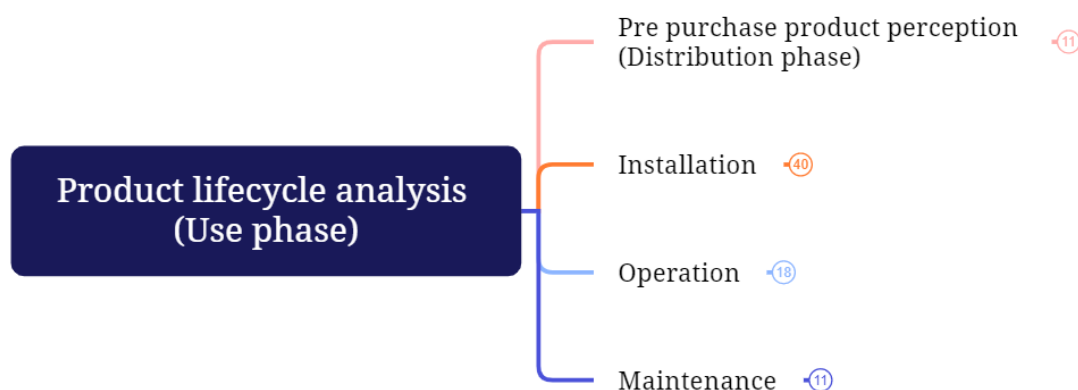 Product lifecycle analysis
(Use phase)
Pre purchase product perception
(Distribution phase)
11
Installation
40
Operation
18
Maintenance
11